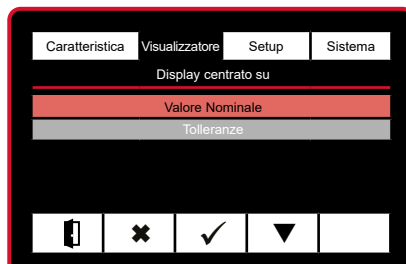 Caratteristica Visualizzatore Setup Sistema
Display centrato su
Valore Nominale
Tolleranze